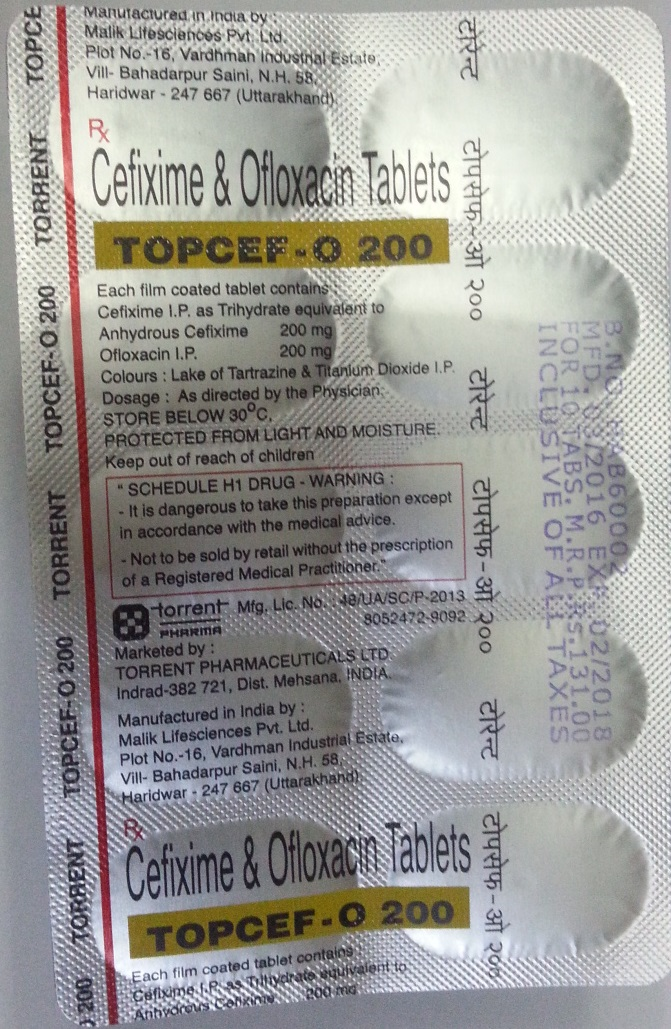 Manufactured in India by :
Malik Lifesciences Pvt. Ltd.
Plot No.-16, Vardhman Industrial Estate,
Vill- Bahadarpur Saini, N.H. 58,
Haridwar - 247 667 (Uttarakhand)
Rx
Cefixime & Ofloxacin Tablets
TOPCEF-O 200
Each film coated tablet contains :
Cefixime I.P. as Trihydrate equivalent to
Anhydrous Cefixime 200 mg
Ofloxacin I.P. 200 mg
Colours : Lake of Tartrazine & Titanium Dioxide I.P.
Dosage : As directed by the Physician.
STORE BELOW 30°C.
PROTECTED FROM LIGHT AND MOISTURE.
Keep out of reach of children
“ SCHEDULE H1 DRUG - WARNING :
- It is dangerous to take this preparation except
in accordance with the medical advice.
- Not to be sold by retail without the prescription
of a Registered Medical Practitioner.”
torrent
PHARMA
Mfg. Lic. No. : 48/UA/SC/P-2013
8052472-9092
Marketed by :
TORRENT PHARMACEUTICALS LTD.
Indrad-382 721, Dist. Mehsana, INDIA.
Manufactured in India by :
Malik Lifesciences Pvt. Ltd.
Plot No.-16, Vardhman Industrial Estate,
Vill- Bahadarpur Saini, N.H. 58,
Haridwar - 247 667 (Uttarakhand)
Rx
Cefixime & Ofloxacin Tablets
TOPCEF-O 200
Each film coated tablet contains
Cefixime I.P. as Trihydrate equivalent to
Anhydrous Cefixime 200 mg
O 200 TORRENT TOPCEF-O 200 TORRENT TOPCEF-O 200 TORRENT TOPCE
टोरेन्ट टोपसेफ-ओ २०० टोरेन्ट टोपसेफ-ओ २०० टोरेन्ट टोपसेफ-ओ २००
B.NO.
MFD. 03/2016 EXP. 02/2018
FOR 10 TABS. M.R.P.RS.131.00
INCLUSIVE OF ALL TAXES